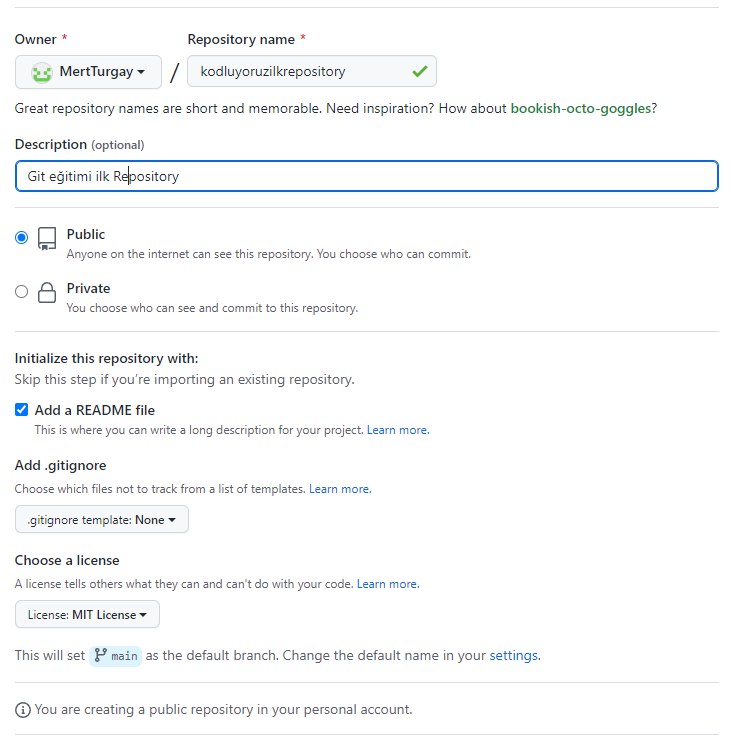 Owner * Repository name *
MertTurgay / kodluyoruzilkrepository
Great repository names are short and memorable. Need inspiration? How about bookish-octo-goggles?
Description (optional)
Git eğitimi ilk Repository
Public
Anyone on the internet can see this repository. You choose who can commit.
Private
You choose who can see and commit to this repository.
Initialize this repository with:
Skip this step if you're importing an existing repository.
Add a README file
This is where you can write a long description for your project. Learn more.
Add .gitignore
Choose which files not to track from a list of templates. Learn more.
.gitignore template: None
Choose a license
A license tells others what they can and can't do with your code. Learn more.
License: MIT License
This will set main as the default branch. Change the default name in your settings.
You are creating a public repository in your personal account.